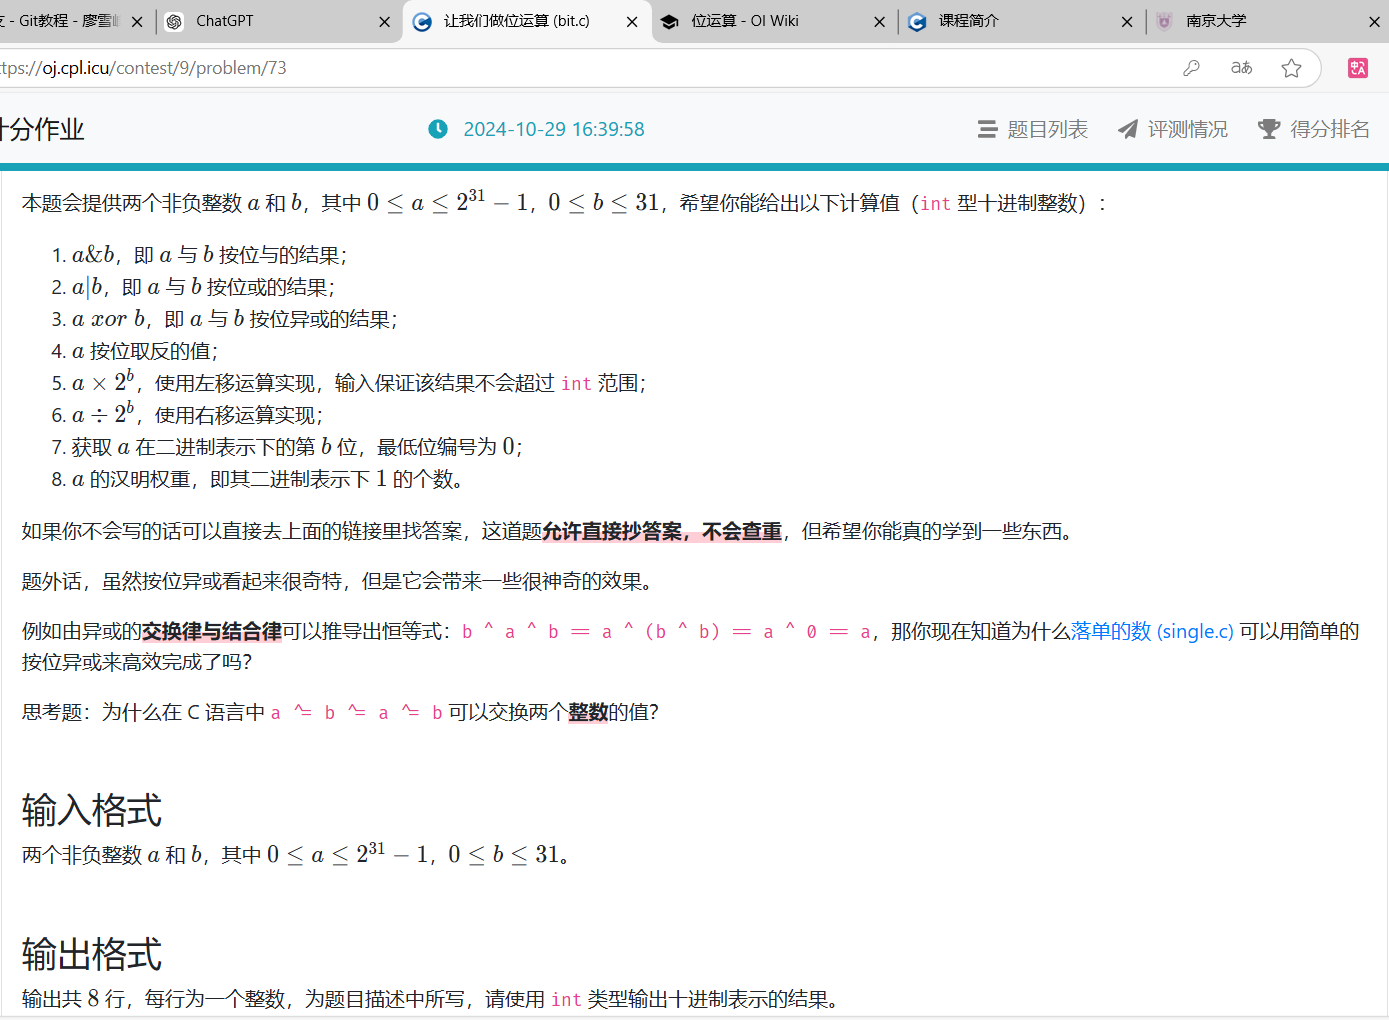 - Git教程 - 廖雪
ChatGPT
让我们做位运算 (bit.c)
位运算 - OI Wiki
课程简介
南京大学
tps://oj.cpl.icu/contest/9/problem/73
aあ
分作业
2024-10-29 16:39:58
题目列表
评测情况
得分排名
本题会提供两个非负整数 a 和 b，其中 0 ≤ a ≤ 2^31 − 1，0 ≤ b ≤ 31，希望你能给出以下计算值（int 型十进制整数）：
1. a&b，即 a 与 b 按位与的结果；
2. a|b，即 a 与 b 按位或的结果；
3. a xor b，即 a 与 b 按位异或的结果；
4. a 按位取反的值；
5. a × 2^b，使用左移运算实现，输入保证该结果不会超过 int 范围；
6. a ÷ 2^b，使用右移运算实现；
7. 获取 a 在二进制表示下的第 b 位，最低位编号为 0；
8. a 的汉明权重，即其二进制表示下 1 的个数。
如果你不会写的话可以直接去上面的链接里找答案，这道题允许直接抄答案，不会查重，但希望你能真的学到一些东西。
题外话，虽然按位异或看起来很奇特，但是它会带来一些很神奇的效果。
例如由异或的交换律与结合律可以推导出恒等式：b ^ a ^ b == a ^ (b ^ b) == a ^ 0 == a，那你现在知道为什么落单的数 (single.c) 可以用简单的
按位异或来高效完成了吗？
思考题：为什么在 C 语言中 a ^= b ^= a ^= b 可以交换两个整数的值？
输入格式
两个非负整数 a 和 b，其中 0 ≤ a ≤ 2^31 − 1，0 ≤ b ≤ 31。
输出格式
输出共 8 行，每行为一个整数，为题目描述中所写，请使用 int 类型输出十进制表示的结果。